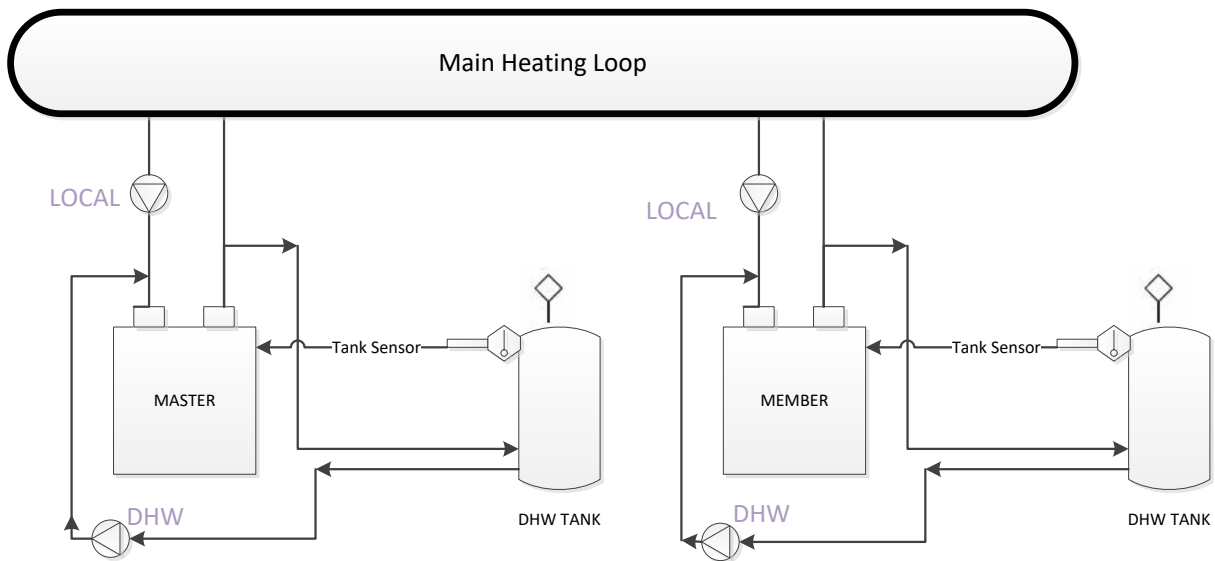 Main Heating Loop
LOCAL
LOCAL
Tank Sensor
Tank Sensor
MASTER
MEMBER
DHW
DHW
DHW TANK
DHW TANK